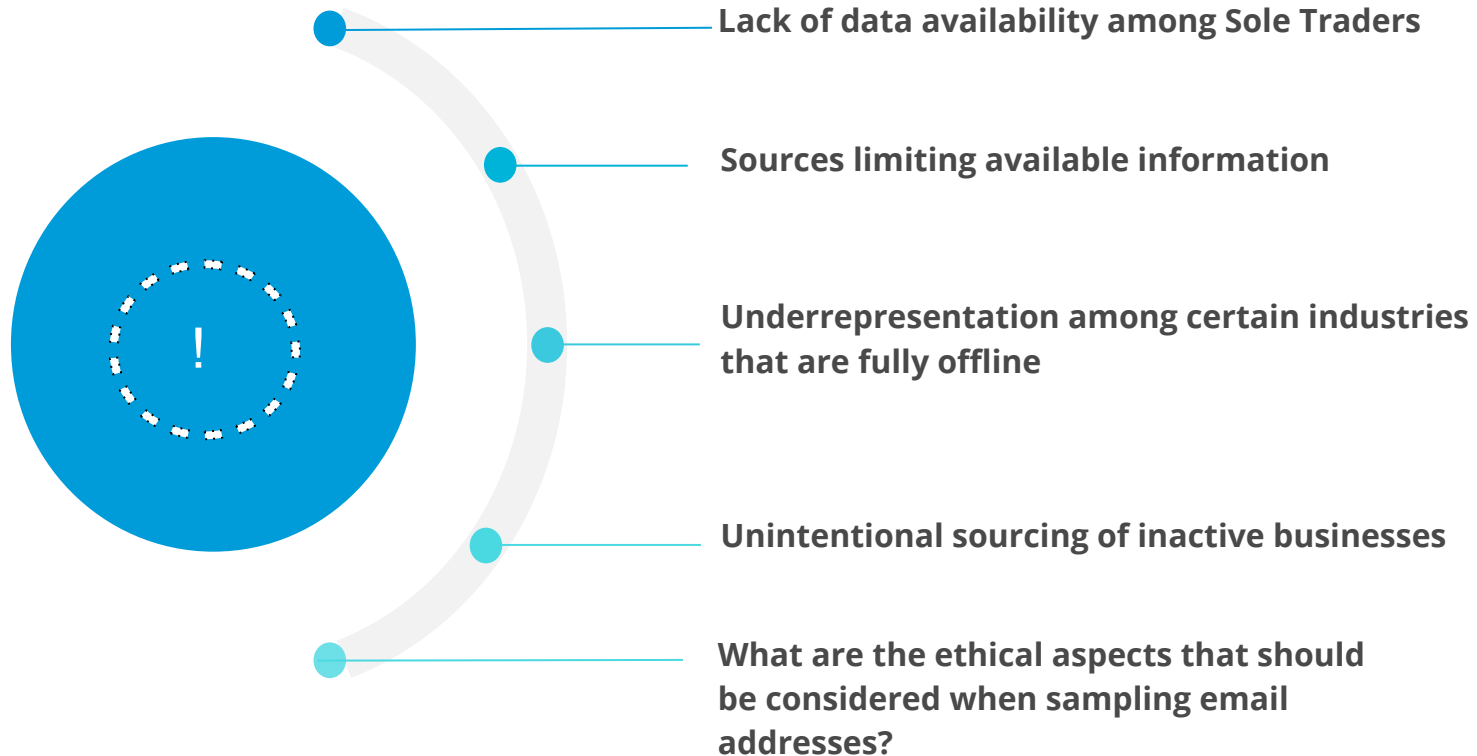 Lack of data availability among Sole Traders
Sources limiting available information
!
Underrepresentation among certain industries
that are fully offline
Unintentional sourcing of inactive businesses
What are the ethical aspects that should
be considered when sampling email
addresses?